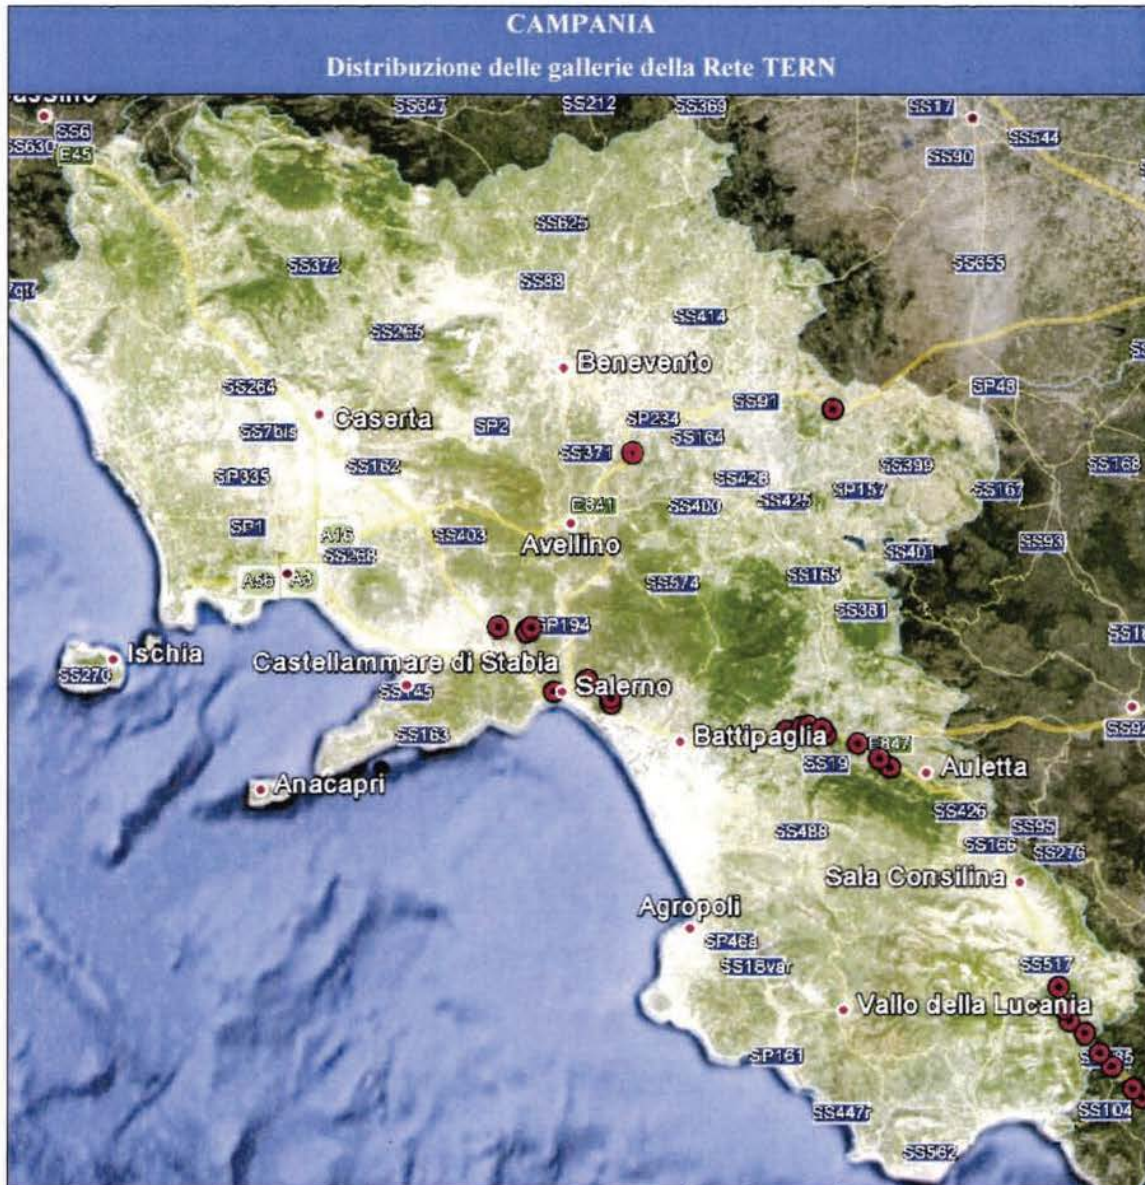 CAMPANIA
Distribuzione delle gallerie della Rete TERN
SS647
SS212
SS369
SS17
SS6
SS630
E45
SS544
SS90
SS625
SS372
SS88
SS655
SS265
SS414
Benevento
SS264
Caserta
SS7bis
SP2
SP234
SS91
SP48
SS371
SS164
SS162
SP335
SS428
SS399
SS168
SS425
SP157
SS167
SS400
E841
SP1
A16
SS268
SS403
Avellino
SS93
SS401
A56
A3
SS574
SS165
SS381
SP194
Ischia
SS270
Castellammare di Stabia
SS145
Salerno
SS163
Battipaglia
E847
SS19
Auletta
Anacapri
SS426
SS488
SS95
SS166
SS276
Sala Consilina
Agropoli
SP46a
SS18var
SS517
Vallo della Lucania
SP161
SS447r
SS104
SS562